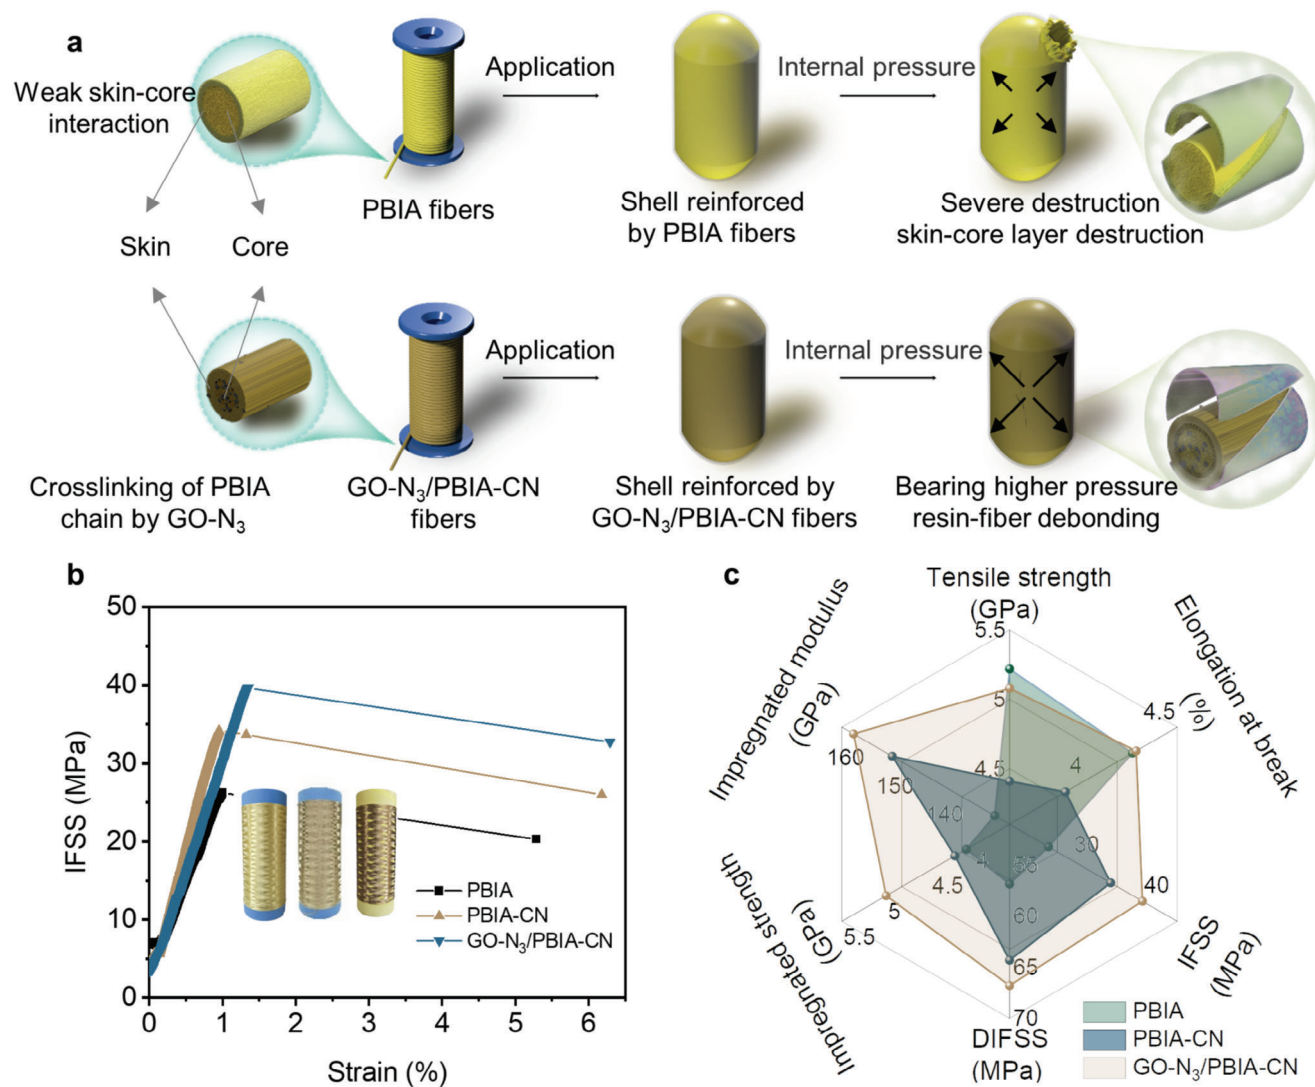 a
Weak skin-core
interaction
Application
Internal pressure
PBIA fibers
Shell reinforced
by PBIA fibers
Severe destruction
skin-core layer destruction
Skin
Core
Application
Internal pressure
Crosslinking of PBIA
chain by GO-N₃
GO-N₃/PBIA-CN
fibers
Shell reinforced by
GO-N₃/PBIA-CN fibers
Bearing higher pressure
resin-fiber debonding
b
50
40
30
20
10
0
IFSS (MPa)
0 1 2 3 4 5 6
Strain (%)
PBIA
PBIA-CN
GO-N₃/PBIA-CN
c
Tensile strength
(GPa)
5.5
5
4.5
Elongation at break
(%)
4.5
4
IFSS
(MPa)
40
30
DIFSS
(MPa)
55
60
65
70
Impregnated strength
(GPa)
4
4.5
5
5.5
Impregnated modulus
(GPa)
160
150
140
PBIA
PBIA-CN
GO-N₃/PBIA-CN